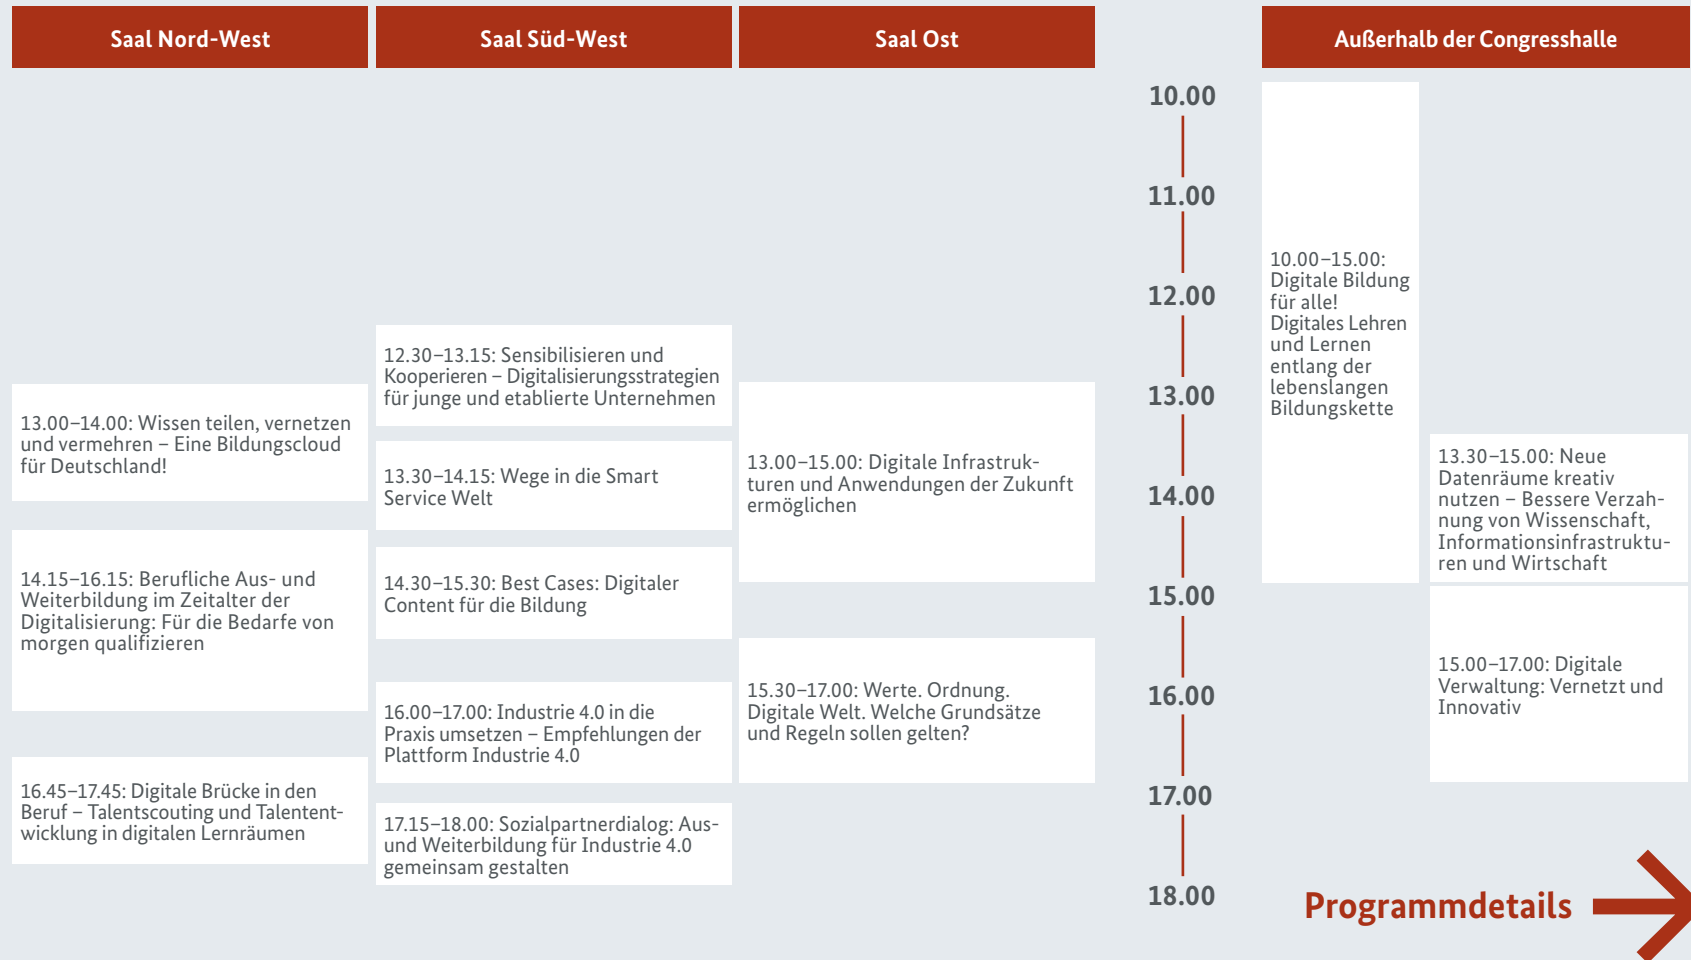 Saal Nord-West
13.00–14.00: Wissen teilen, vernetzen
und vermehren – Eine Bildungscloud
für Deutschland!
14.15–16.15: Berufliche Aus- und
Weiterbildung im Zeitalter der
Digitalisierung: Für die Bedarfe von
morgen qualifizieren
16.45–17.45: Digitale Brücke in den
Beruf – Talentscouting und Talentent-
wicklung in digitalen Lernräumen
Saal Süd-West
12.30–13.15: Sensibilisieren und
Kooperieren – Digitalisierungsstrategien
für junge und etablierte Unternehmen
13.30–14.15: Wege in die Smart
Service Welt
14.30–15.30: Best Cases: Digitaler
Content für die Bildung
16.00–17.00: Industrie 4.0 in die
Praxis umsetzen – Empfehlungen der
Plattform Industrie 4.0
17.15–18.00: Sozialpartnerdialog: Aus-
und Weiterbildung für Industrie 4.0
gemeinsam gestalten
Saal Ost
13.00–15.00: Digitale Infrastruk-
turen und Anwendungen der Zukunft
ermöglichen
15.30–17.00: Werte. Ordnung.
Digitale Welt. Welche Grundsätze
und Regeln sollen gelten?
10.00
11.00
12.00
13.00
14.00
15.00
16.00
17.00
18.00
Außerhalb der Congresshalle
10.00–15.00:
Digitale Bildung
für alle!
Digitales Lehren
und Lernen
entlang der
lebenslangen
Bildungskette
13.30–15.00: Neue
Datenräume kreativ
nutzen – Bessere Verzah-
nung von Wissenschaft,
Informationsinfrastruktu-
ren und Wirtschaft
15.00–17.00: Digitale
Verwaltung: Vernetzt und
Innovativ
Programmdetails